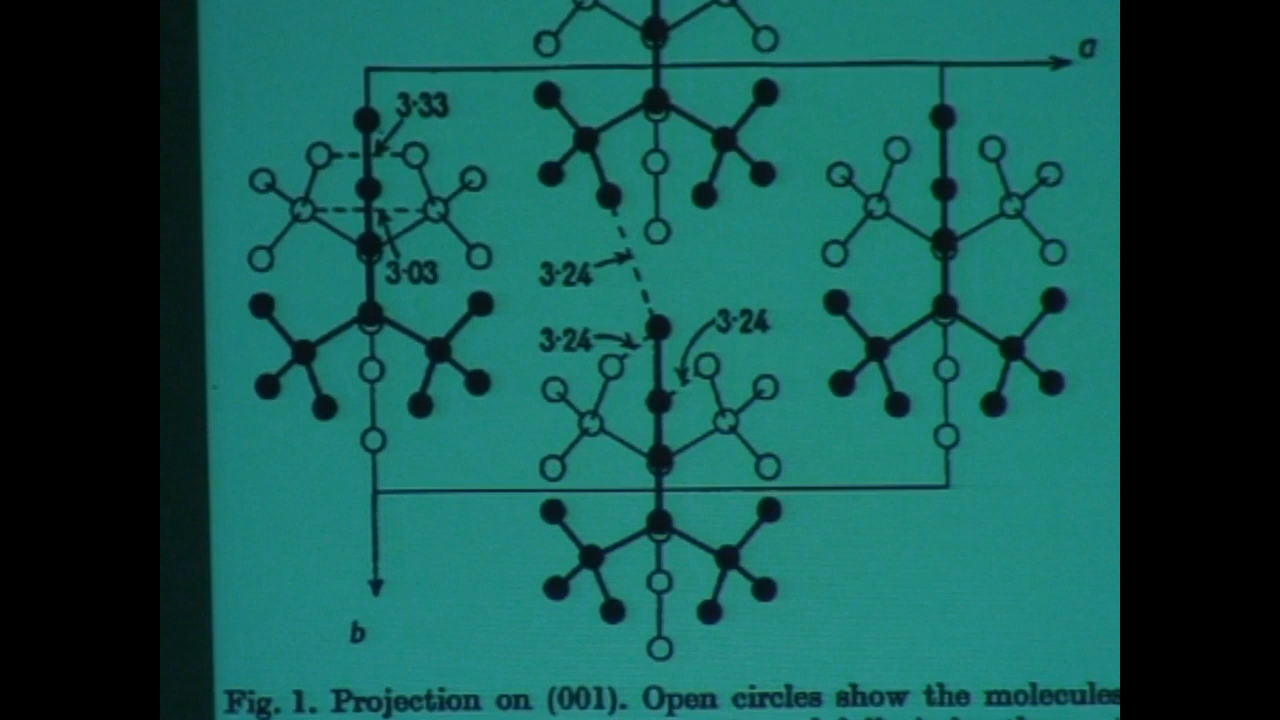 a
3·33
3·03
3·24
3·24
3·24
b
Fig. 1. Projection on (001). Open circles show the molecules